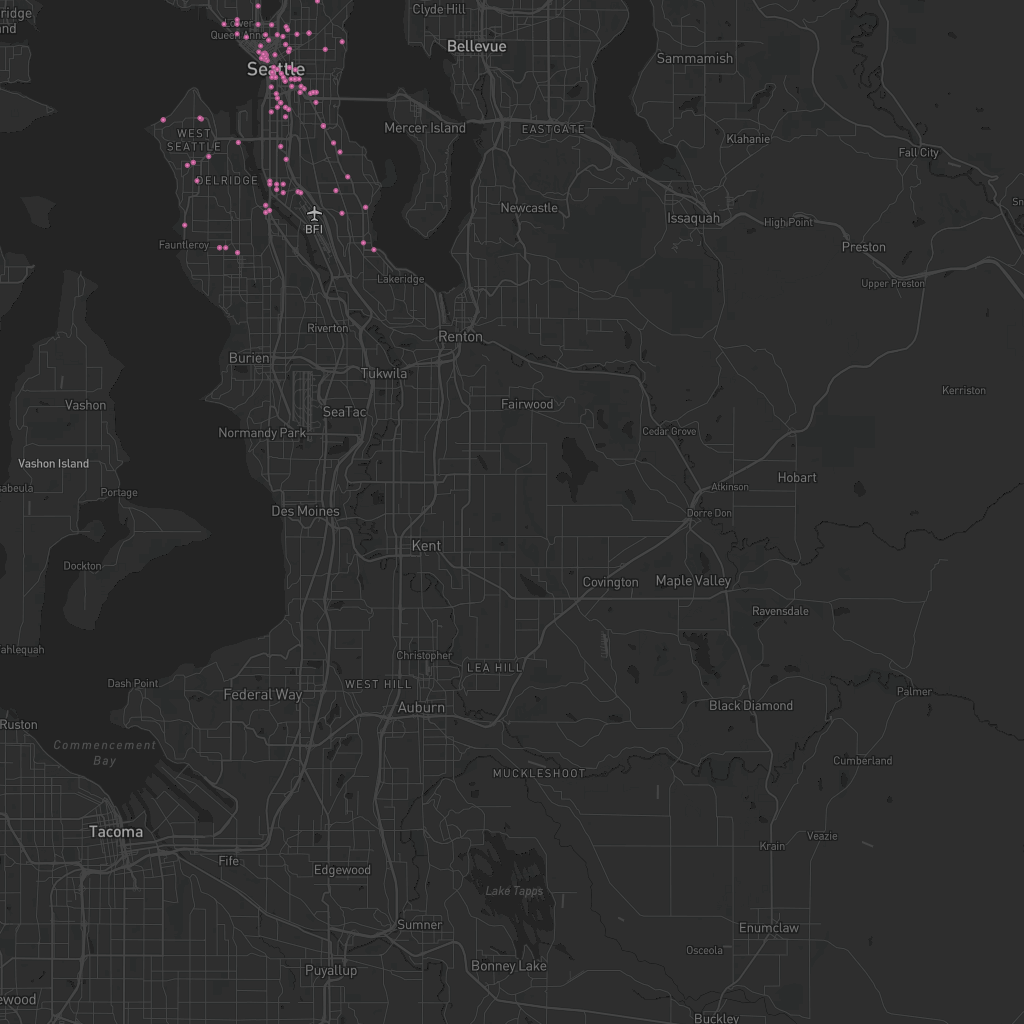 Clyde Hill
Lower
Queen Anne
Bellevue
Sammamish
Seattle
Mercer Island
EASTGATE
WEST
SEATTLE
Klahanie
Fall City
DELRIDGE
Newcastle
Issaquah
High Point
BFI
Fauntleroy
Preston
Lakeridge
Upper Preston
Riverton
Renton
Burien
Tukwila
Kerriston
Vashon
SeaTac
Fairwood
Normandy Park
Cedar Grove
Vashon Island
Hobart
Portage
Atkinson
Des Moines
Dorre Don
Kent
Dockton
Covington
Maple Valley
Ravensdale
ahlequah
Christopher
LEA HILL
Dash Point
WEST HILL
Federal Way
Palmer
Auburn
Black Diamond
Ruston
Commencement
Bay
Cumberland
MUCKLESHOOT
Tacoma
Veazie
Krain
Fife
Edgewood
Lake Tapps
Sumner
Enumclaw
Osceola
Puyallup
Bonney Lake
ewood
Buckley